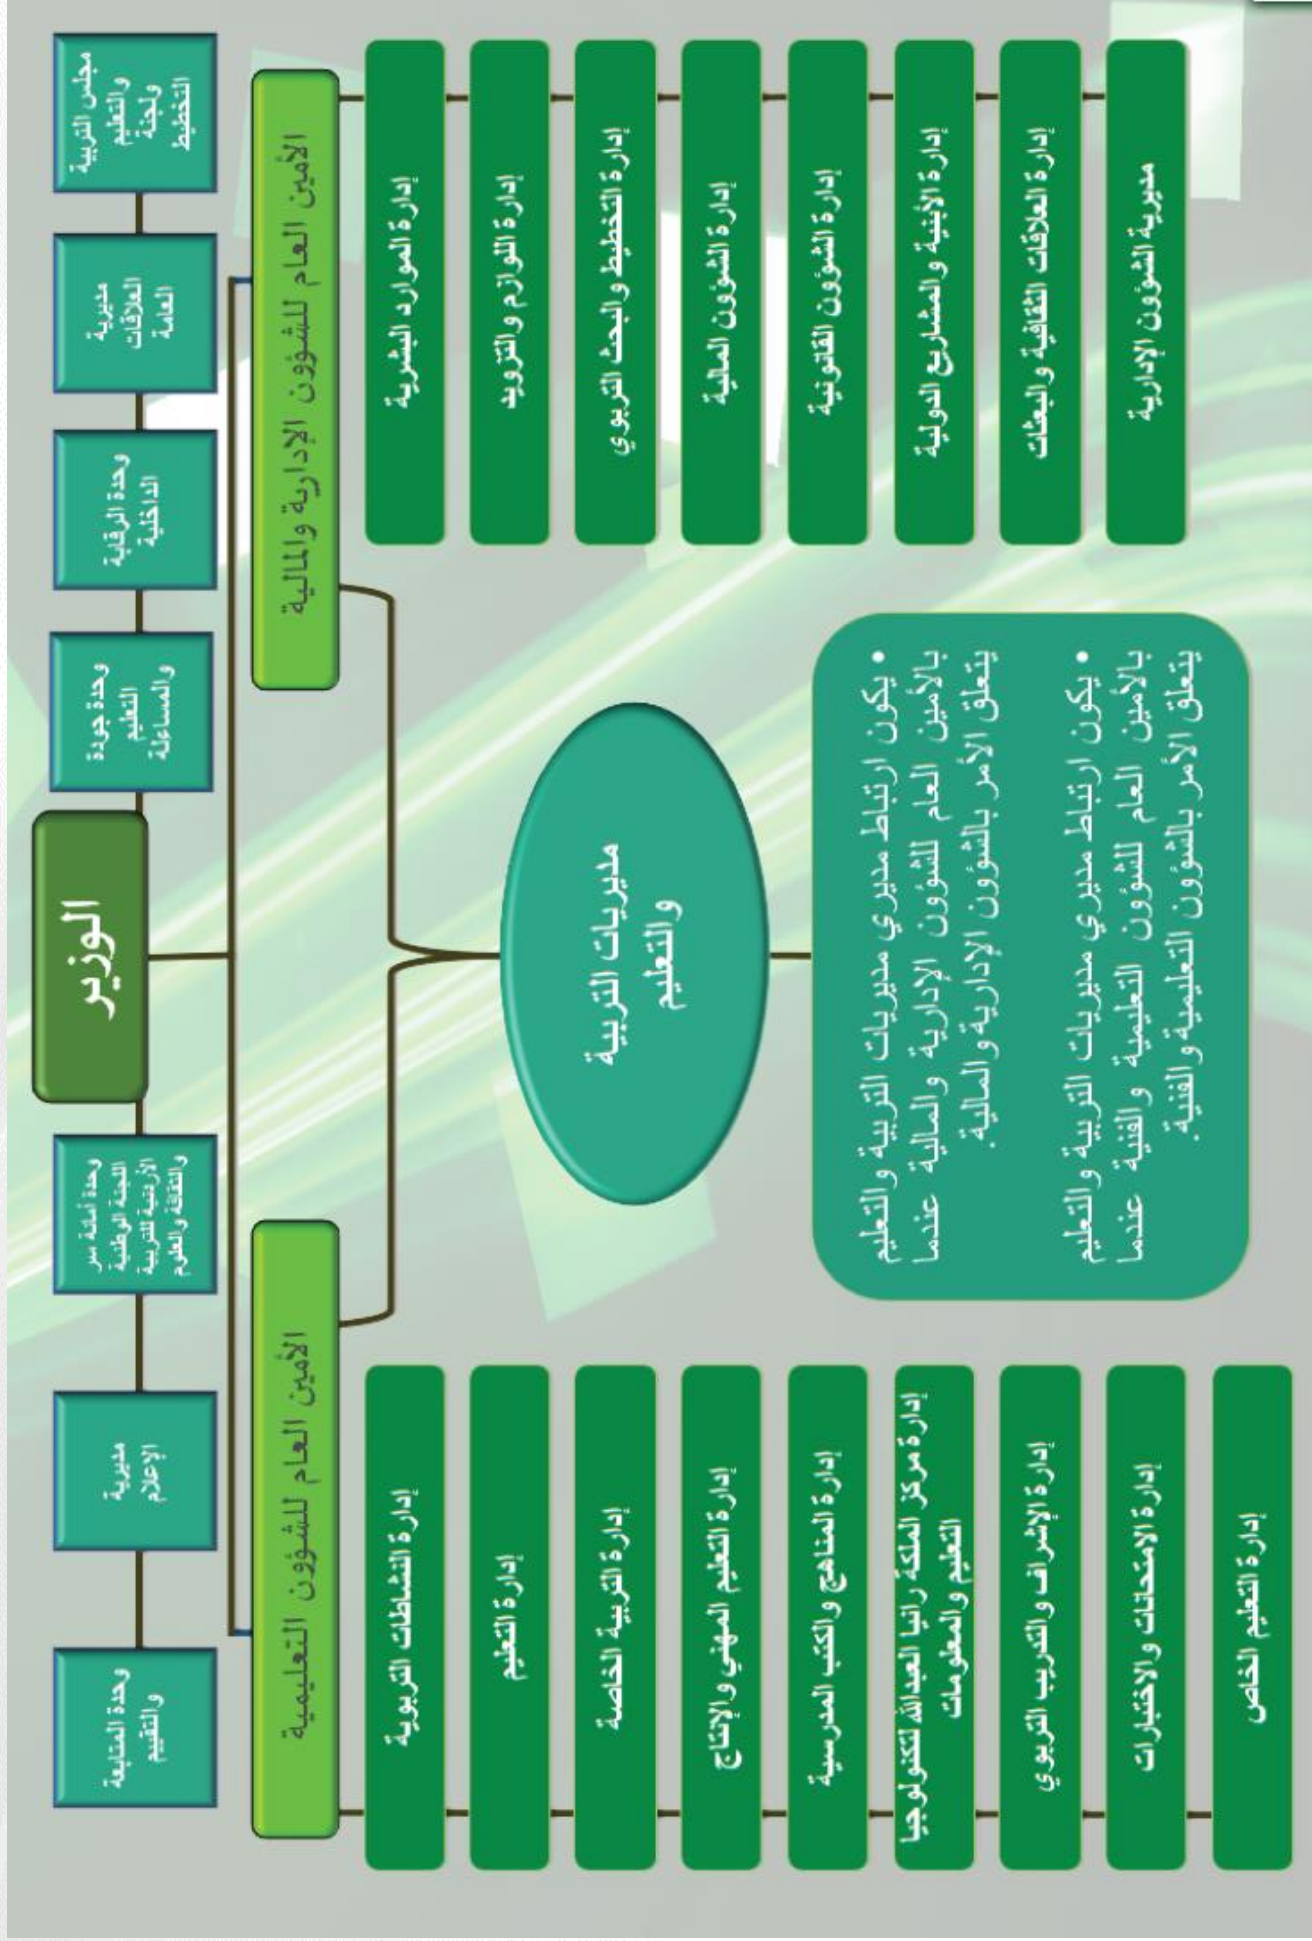 الوزير
مجلس التربية
والتعليم
ولجنة
التخطيط
مديرية
العلاقات
العامة
وحدة الرقابة
الداخلية
وحدة جودة
التعليم
والمساءلة
وحدة أمانة سر
اللجنة الوطنية
الأردنية للتربية
والثقافة والعلوم
مديرية
الإعلام
وحدة المتابعة
والتقييم
الأمين العام للشؤون الإدارية والمالية
إدارة الموارد البشرية
إدارة اللوازم والتزويد
إدارة التخطيط والبحث التربوي
إدارة الشؤون المالية
إدارة الشؤون القانونية
إدارة الأبنية والمشاريع الدولية
إدارة العلاقات الثقافية والبعثات
مديرية الشؤون الإدارية
مديريات التربية
والتعليم
• يكون ارتباط مديري مديريات التربية والتعليم
بالأمين العام للشؤون الإدارية والمالية عندما
يتعلق الأمر بالشؤون الإدارية والمالية.
• يكون ارتباط مديري مديريات التربية والتعليم
بالأمين العام للشؤون التعليمية والفنية عندما
يتعلق الأمر بالشؤون التعليمية والفنية.
الأمين العام للشؤون التعليمية
إدارة النشاطات التربوية
إدارة التعليم
إدارة التربية الخاصة
إدارة التعليم المهني والإنتاج
إدارة المناهج والكتب المدرسية
إدارة مركز الملكة رانيا العبدالله لتكنولوجيا
التعليم والمعلومات
إدارة الإشراف والتدريب التربوي
إدارة الامتحانات والاختبارات
إدارة التعليم الخاص